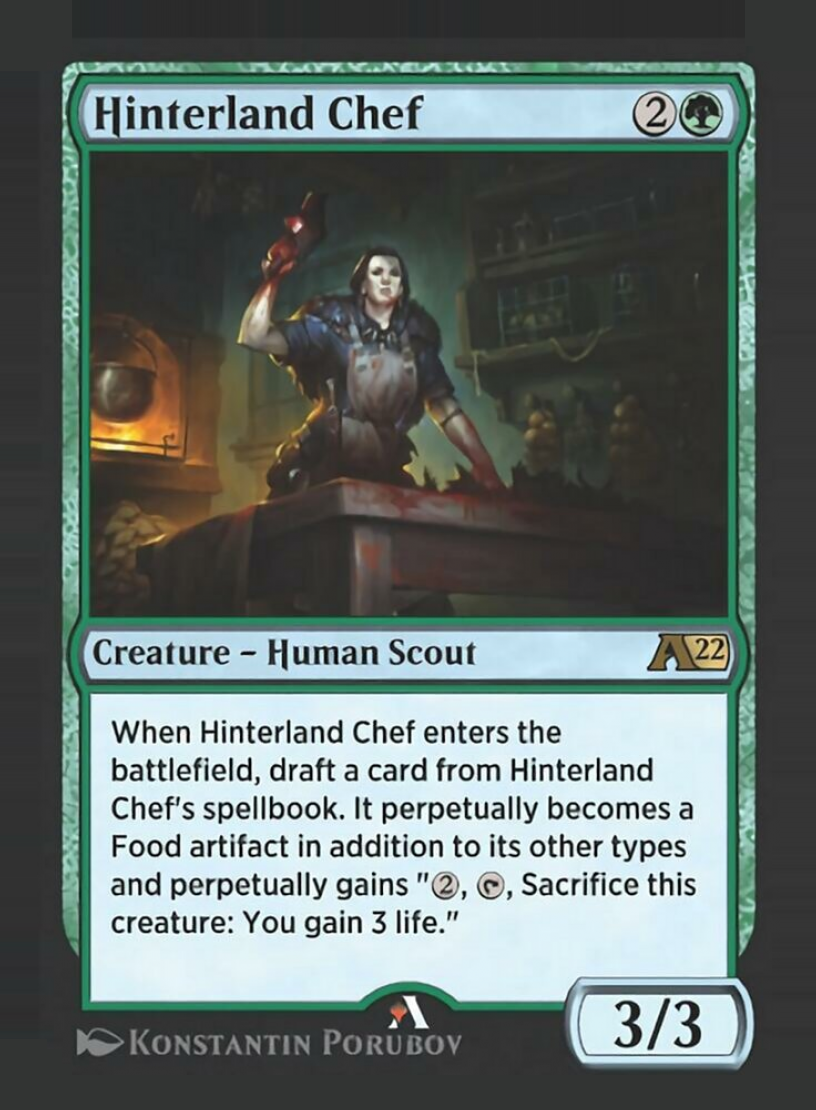 Hinterland Chef 2
Creature – Human Scout A22
When Hinterland Chef enters the
battlefield, draft a card from Hinterland
Chef's spellbook. It perpetually becomes a
Food artifact in addition to its other types
and perpetually gains "2, , Sacrifice this
creature: You gain 3 life."
3/3
Konstantin Porubov